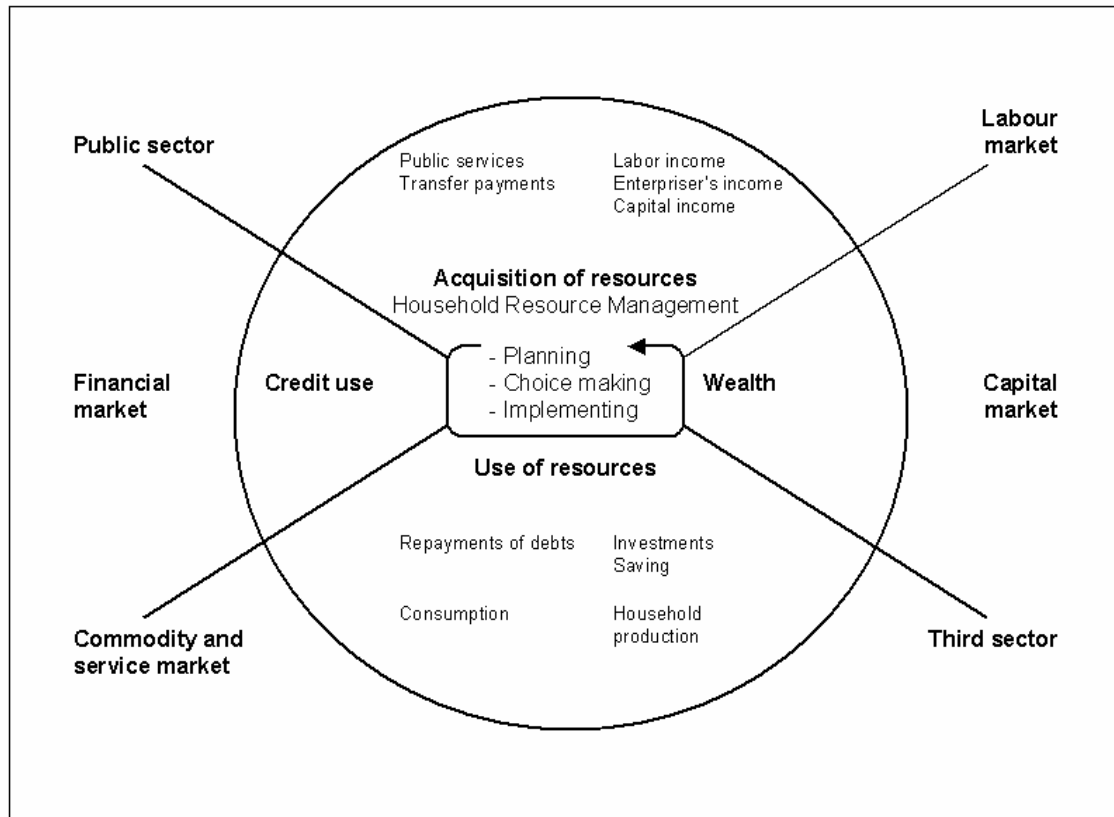 Public sector
Labour
market
Public services
Transfer payments
Labor income
Enterpriser's income
Capital income
Acquisition of resources
Household Resource Management
- Planning
- Choice making
- Implementing
Financial
market
Credit use
Wealth
Capital
market
Use of resources
Repayments of debts
Investments
Saving
Consumption
Household
production
Commodity and
service market
Third sector